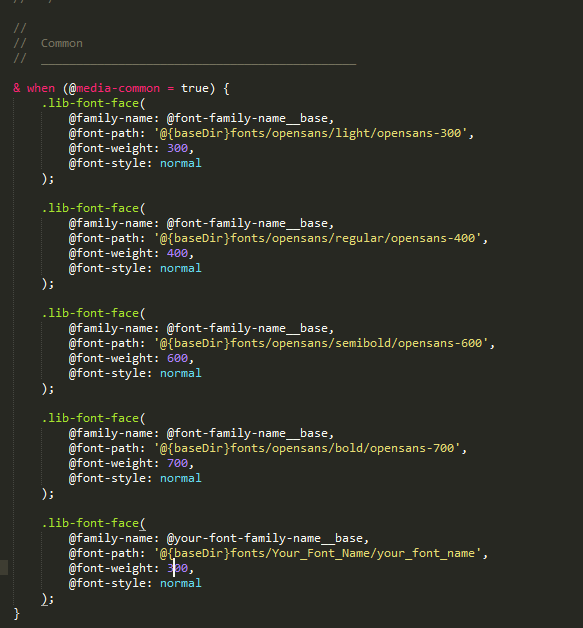 //
//  Common
//  _____________________________________________

& when (@media-common = true) {
    .lib-font-face(
        @family-name: @font-family-name__base,
        @font-path: '@{baseDir}fonts/opensans/light/opensans-300',
        @font-weight: 300,
        @font-style: normal
    );

    .lib-font-face(
        @family-name: @font-family-name__base,
        @font-path: '@{baseDir}fonts/opensans/regular/opensans-400',
        @font-weight: 400,
        @font-style: normal
    );

    .lib-font-face(
        @family-name: @font-family-name__base,
        @font-path: '@{baseDir}fonts/opensans/semibold/opensans-600',
        @font-weight: 600,
        @font-style: normal
    );

    .lib-font-face(
        @family-name: @font-family-name__base,
        @font-path: '@{baseDir}fonts/opensans/bold/opensans-700',
        @font-weight: 700,
        @font-style: normal
    );

    .lib-font-face(
        @family-name: @your-font-family-name__base,
        @font-path: '@{baseDir}fonts/Your_Font_Name/your_font_name',
        @font-weight: 300,
        @font-style: normal
    );
}